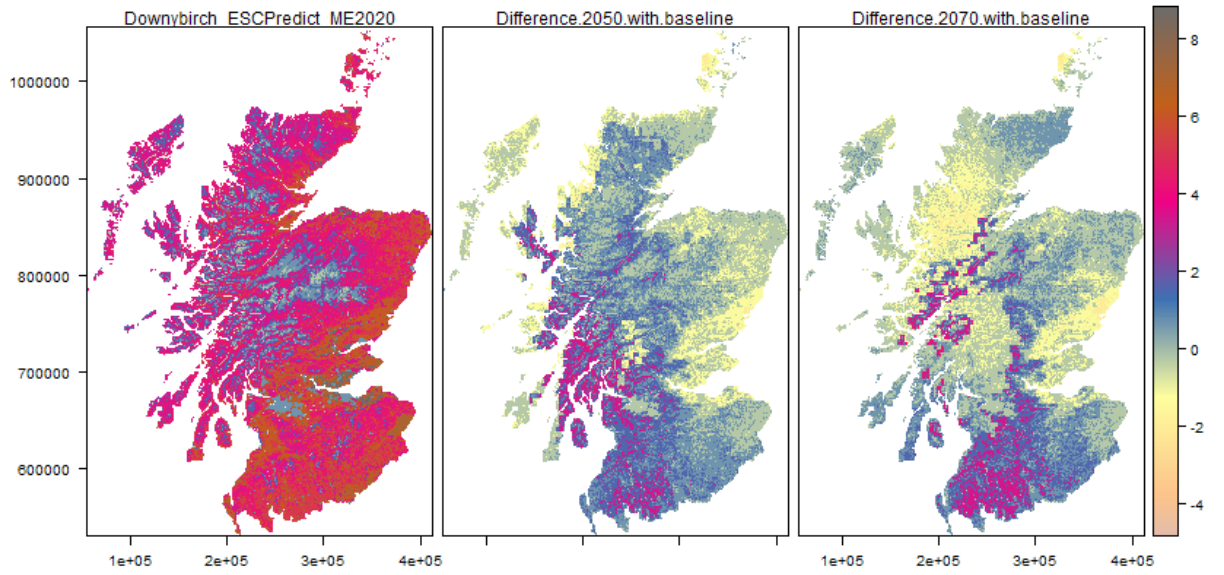 Downybirch_ESCPredict_ME2020
Difference.2050.with.baseline
Difference.2070.with.baseline
1000000
900000
800000
700000
600000
1e+05 2e+05 3e+05 4e+05
1e+05 2e+05 3e+05 4e+05
8
6
4
2
0
-2
-4